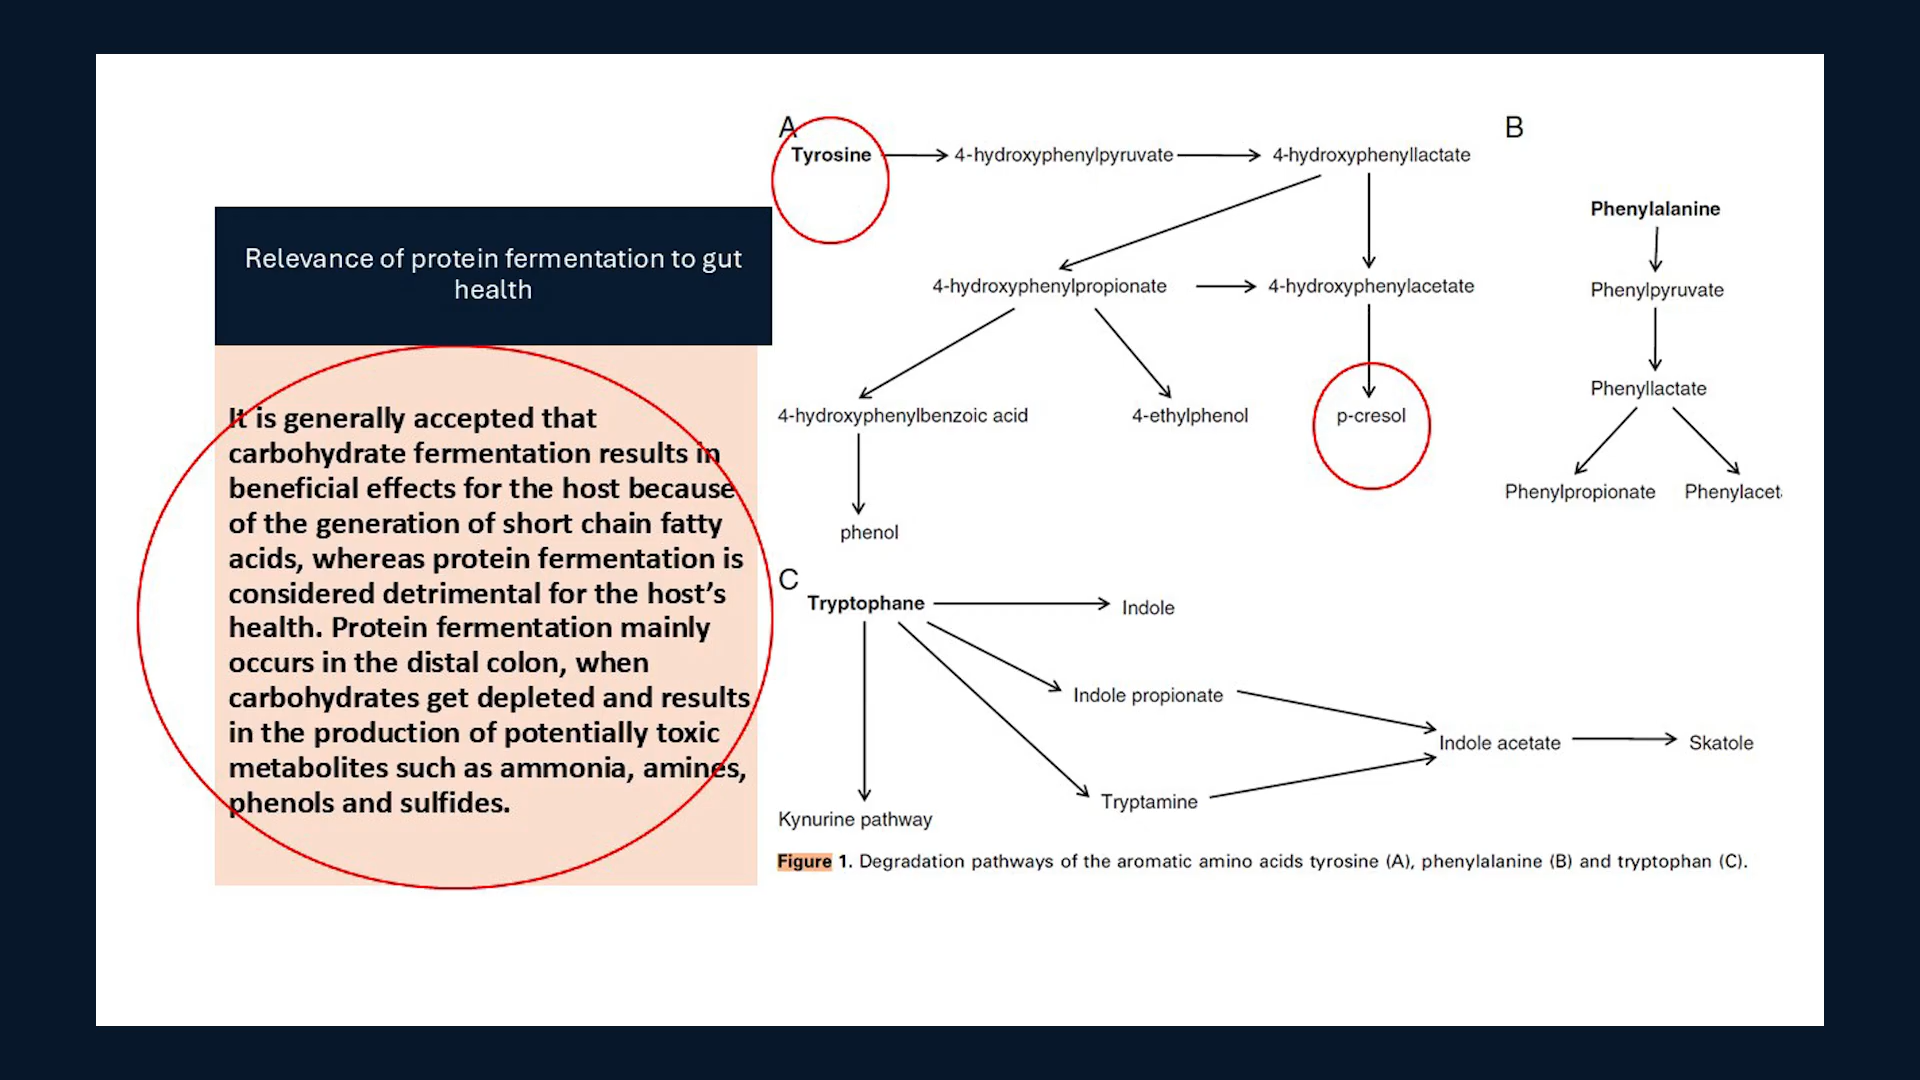 Relevance of protein fermentation to gut
health
It is generally accepted that
carbohydrate fermentation results in
beneficial effects for the host because
of the generation of short chain fatty
acids, whereas protein fermentation is
considered detrimental for the host’s
health. Protein fermentation mainly
occurs in the distal colon, when
carbohydrates get depleted and results
in the production of potentially toxic
metabolites such as ammonia, amines,
phenols and sulfides.
A
Tyrosine
4-hydroxyphenylpyruvate
4-hydroxyphenyllactate
4-hydroxyphenylpropionate
4-hydroxyphenylacetate
4-hydroxyphenylbenzoic acid
4-ethylphenol
p-cresol
phenol
B
Phenylalanine
Phenylpyruvate
Phenyllactate
Phenylpropionate
Phenylacet
C
Tryptophane
Indole
Indole propionate
Indole acetate
Skatole
Tryptamine
Kynurine pathway
Figure 1. Degradation pathways of the aromatic amino acids tyrosine (A), phenylalanine (B) and tryptophan (C).